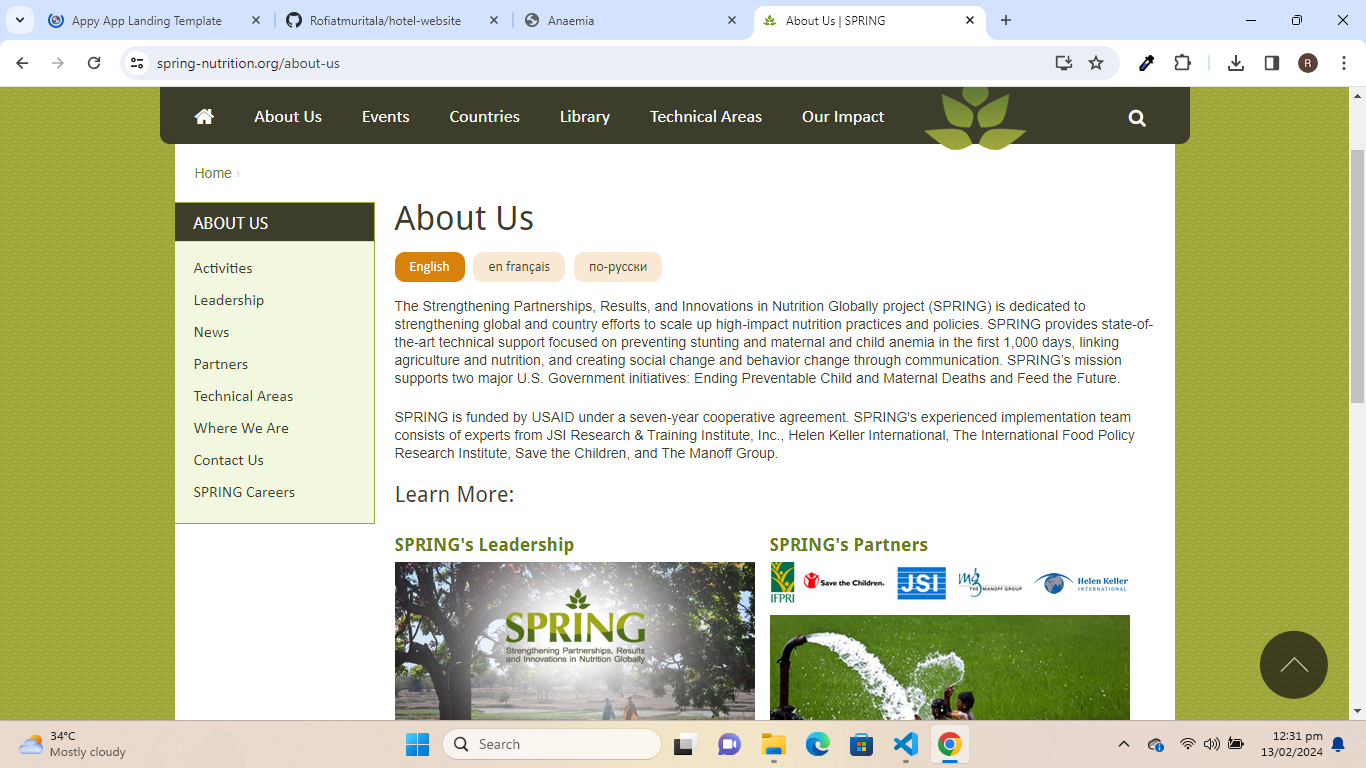 Appy App Landing Template
Rofiatmuritala/hotel-website
Anaemia
About Us | SPRING
spring-nutrition.org/about-us
R
About Us
Events
Countries
Library
Technical Areas
Our Impact
Home ›
ABOUT US
Activities
Leadership
News
Partners
Technical Areas
Where We Are
Contact Us
SPRING Careers
About Us
English
en français
по-русски
The Strengthening Partnerships, Results, and Innovations in Nutrition Globally project (SPRING) is dedicated to
strengthening global and country efforts to scale up high-impact nutrition practices and policies. SPRING provides state-of-
the-art technical support focused on preventing stunting and maternal and child anemia in the first 1,000 days, linking
agriculture and nutrition, and creating social change and behavior change through communication. SPRING’s mission
supports two major U.S. Government initiatives: Ending Preventable Child and Maternal Deaths and Feed the Future.
SPRING is funded by USAID under a seven-year cooperative agreement. SPRING's experienced implementation team
consists of experts from JSI Research & Training Institute, Inc., Helen Keller International, The International Food Policy
Research Institute, Save the Children, and The Manoff Group.
Learn More:
SPRING's Leadership
SPRING
Strengthening Partnerships, Results
and Innovations in Nutrition Globally
SPRING's Partners
IFPRI
Save the Children.
JSI
mg
THE MANOFF GROUP
Helen Keller
INTERNATIONAL
34°C
Mostly cloudy
Search
12:31 pm
13/02/2024